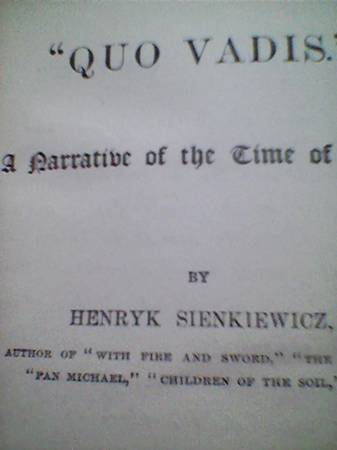 "QUO VADIS."
A Narrative of the Time of
BY
HENRYK SIENKIEWICZ,
AUTHOR OF "WITH FIRE AND SWORD," "THE
"PAN MICHAEL," "CHILDREN OF THE SOIL,"